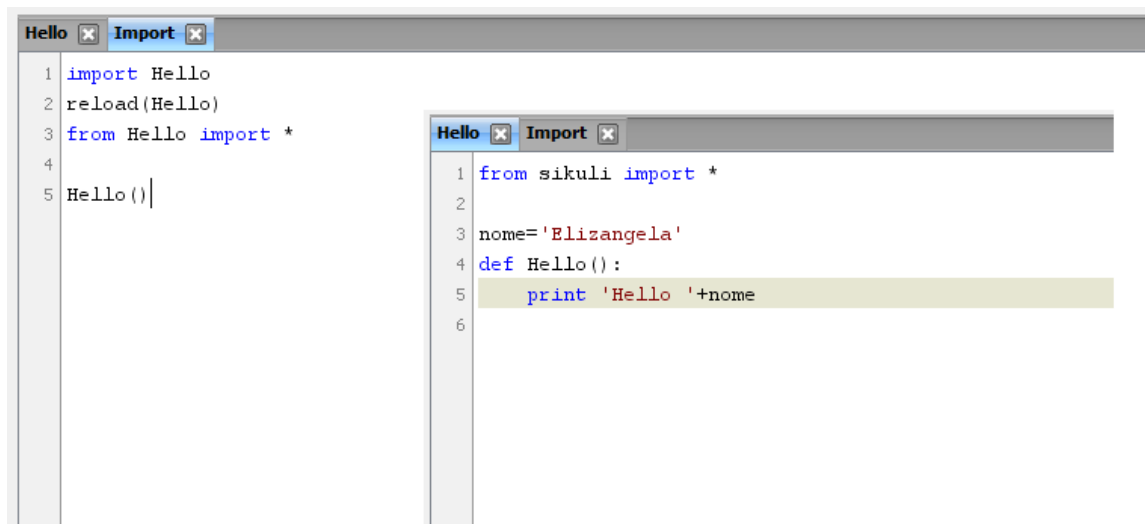 Hello Import
1 import Hello
2 reload(Hello)
3 from Hello import *
4
5 Hello()
Hello Import
1 from sikuli import *
2
3 nome='Elizangela'
4 def Hello():
5     print 'Hello '+nome
6